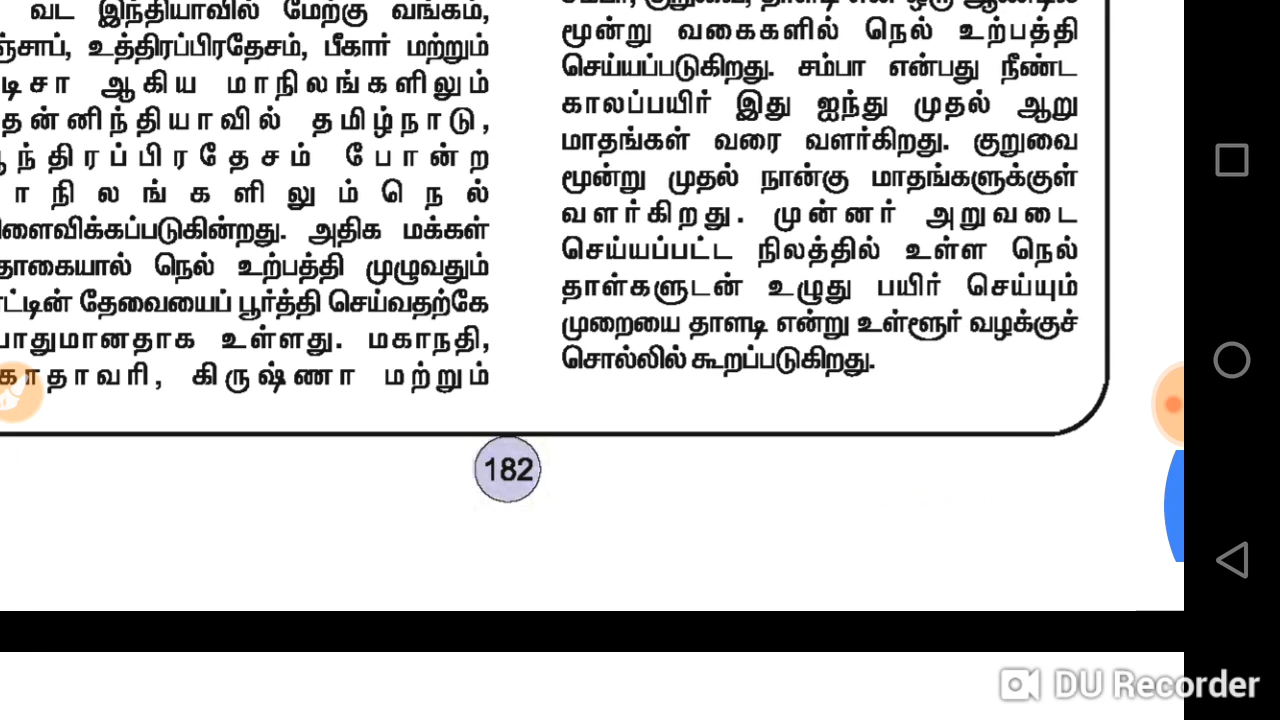 வட இந்தியாவில் மேற்கு வங்கம்,
உத்திரப்பிரதேசம், பீகார் மற்றும்
ஆகிய மாநிலங்களிலும்
தென்னிந்தியாவில் தமிழ்நாடு,
போன்ற
நெல்
அதிக மக்கள்
நெல் உற்பத்தி முழுவதும்
தேவையைப் பூர்த்தி செய்வதற்கே
உள்ளது. மகாநதி,
கிருஷ்ணா மற்றும்
மூன்று வகைகளில் நெல் உற்பத்தி
செய்யப்படுகிறது. சம்பா என்பது நீண்ட
காலப்பயிர் இது ஐந்து முதல் ஆறு
மாதங்கள் வரை வளர்கிறது. குறுவை
மூன்று முதல் நான்கு மாதங்களுக்குள்
வளர்கிறது. முன்னர் அறுவடை
செய்யப்பட்ட நிலத்தில் உள்ள நெல்
தாள்களுடன் உழுது பயிர் செய்யும்
முறையை தாளடி என்று உள்ளூர் வழக்குச்
சொல்லில் கூறப்படுகிறது.
182
DU Recorder